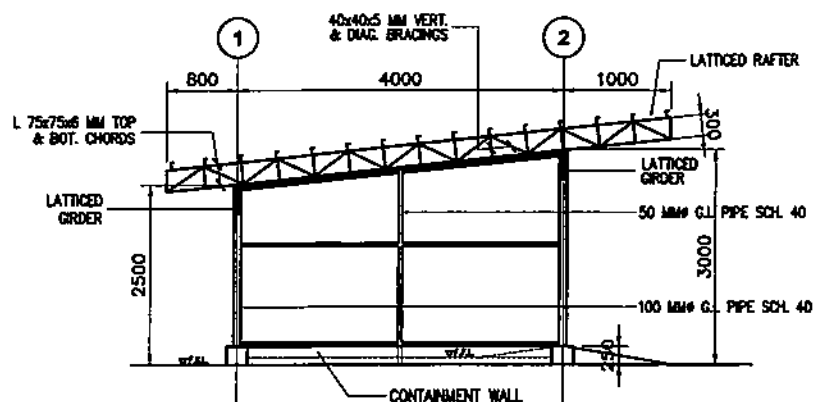 40x40x5 MM VERT.
& DIAG. BRACINGS
1
2
800
4000
1000
LATTICED RAFTER
L 75x75x6 MM TOP
& BOT. CHORDS
300
LATTICED
GIRDER
LATTICED
GIRDER
50 MMø G.I. PIPE SCH. 40
2500
3000
100 MMø G.I. PIPE SCH. 40
250
CONTAINMENT WALL